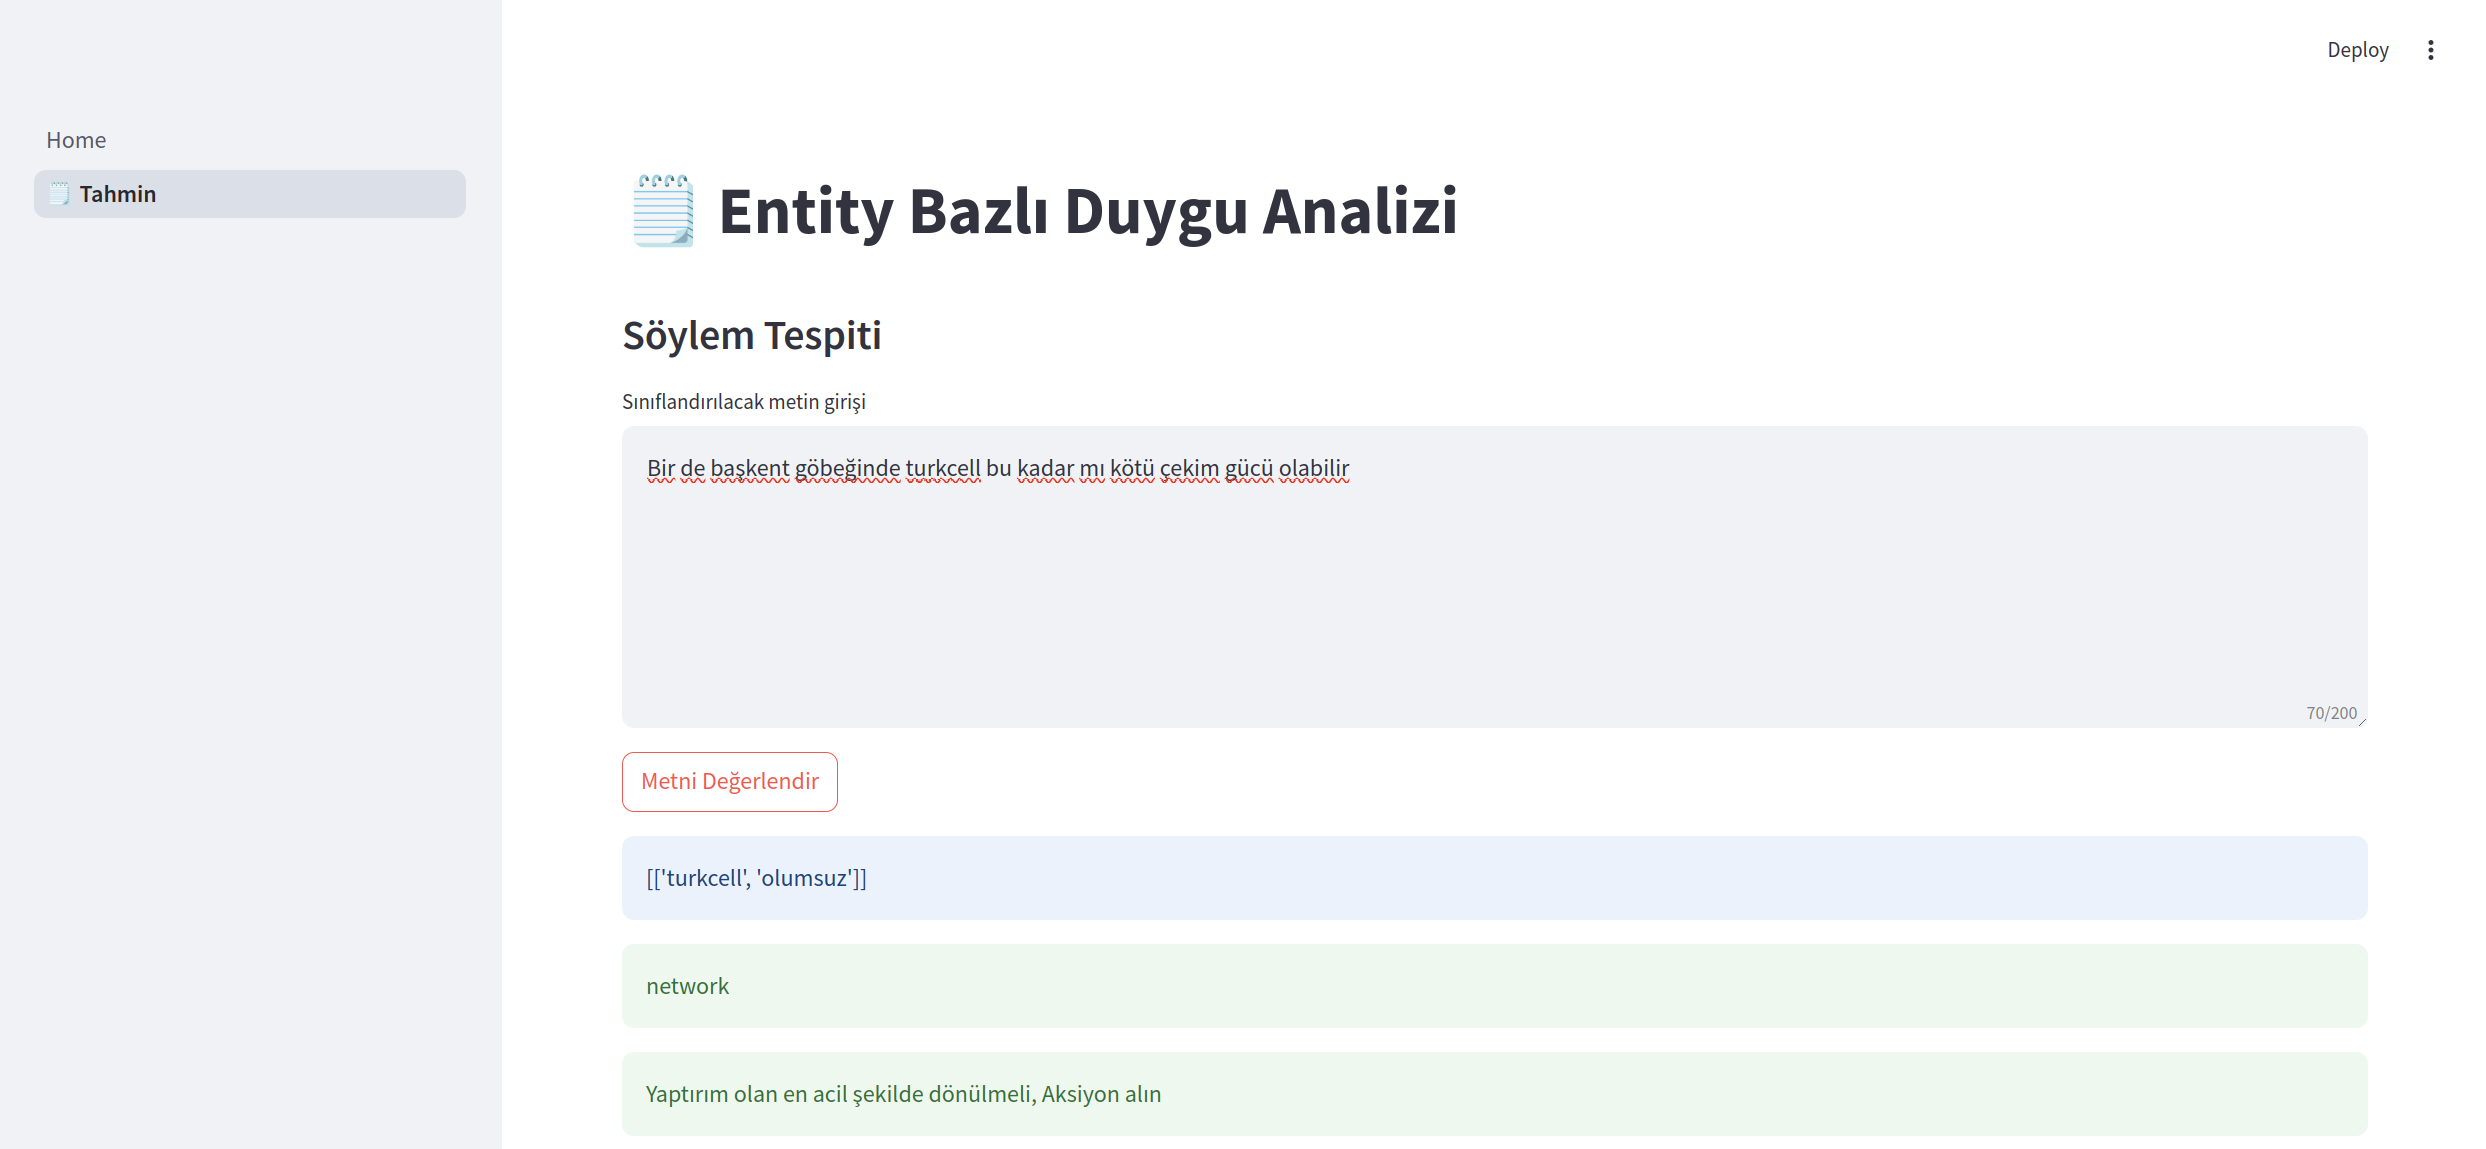 Deploy
Home
Tahmin
Entity Bazlı Duygu Analizi
Söylem Tespiti
Sınıflandırılacak metin girişi
Bir de başkent göbeğinde turkcell bu kadar mı kötü çekim gücü olabilir
70/200
Metni Değerlendir
[['turkcell', 'olumsuz']]
network
Yaptırım olan en acil şekilde dönülmeli, Aksiyon alın